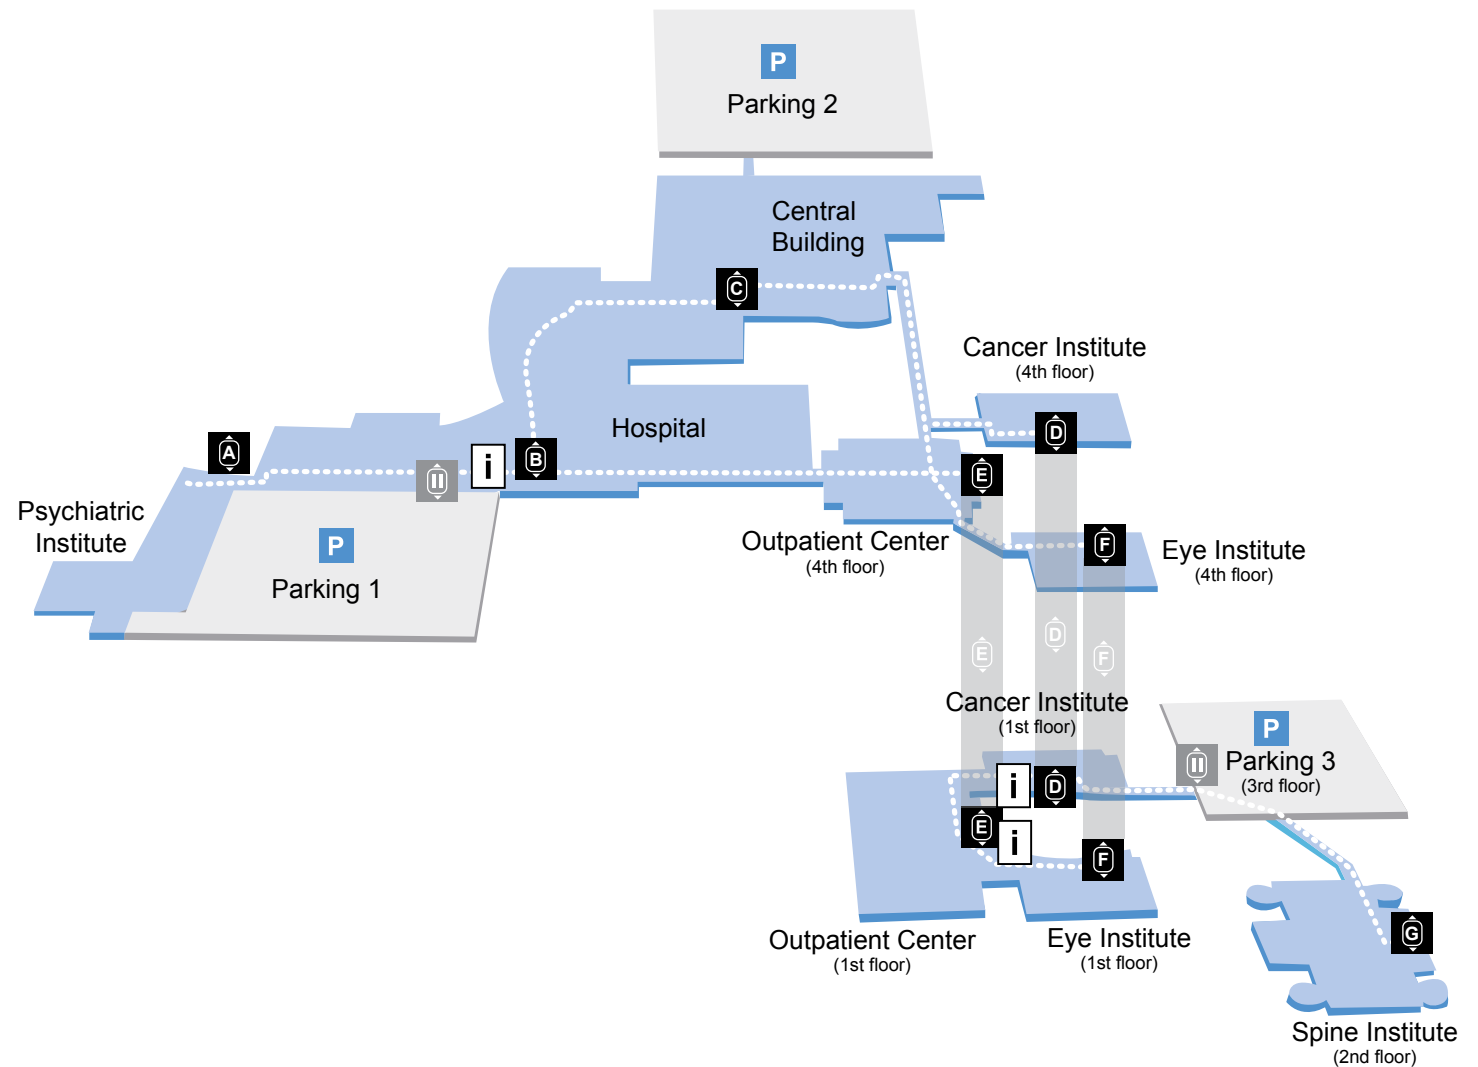 P
Parking 2
Central
Building
C
Cancer Institute
(4th floor)
D
Hospital
A
i
B
E
Psychiatric
Institute
P
Parking 1
Outpatient Center
(4th floor)
F
Eye Institute
(4th floor)
E
D
F
Cancer Institute
(1st floor)
P
Parking 3
(3rd floor)
i
D
E
i
F
Outpatient Center
(1st floor)
Eye Institute
(1st floor)
G
Spine Institute
(2nd floor)